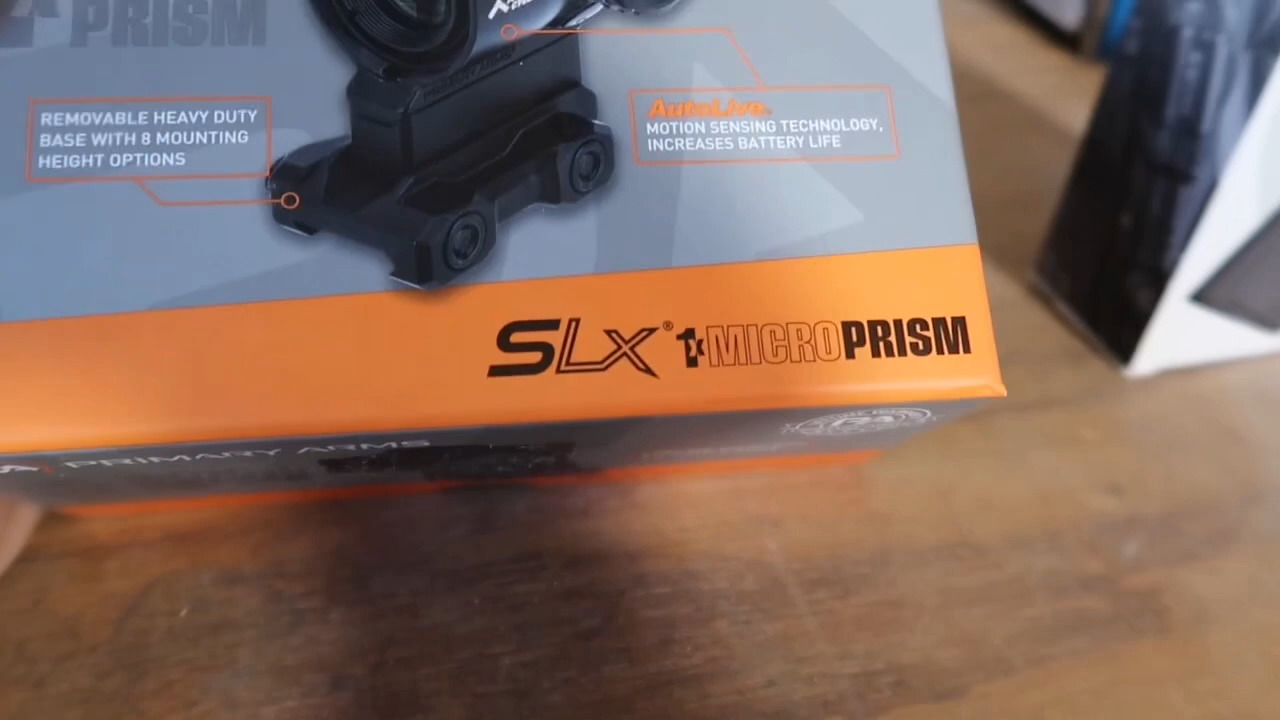 PRISM
REMOVABLE HEAVY DUTY
BASE WITH 8 MOUNTING
HEIGHT OPTIONS
AutoLive™
MOTION SENSING TECHNOLOGY,
INCREASES BATTERY LIFE
SLx® 1x MICROPRISM
PRIMARY ARMS